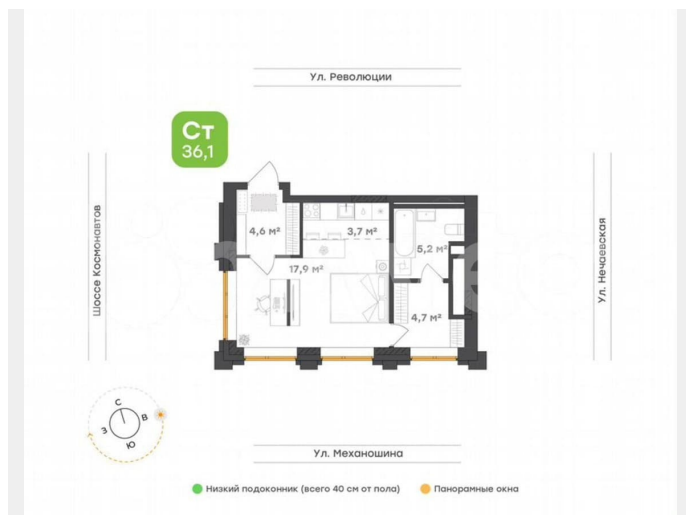 Ул. Революции
Ст
36,1
Шоссе Космонавтов
Ул. Нечаевская
4,6 м²
3,7 м²
5,2 м²
17,9 м²
4,7 м²
С
В
З
Ю
Ул. Механошина
Низкий подоконник (всего 40 см от пола)
Панорамные окна